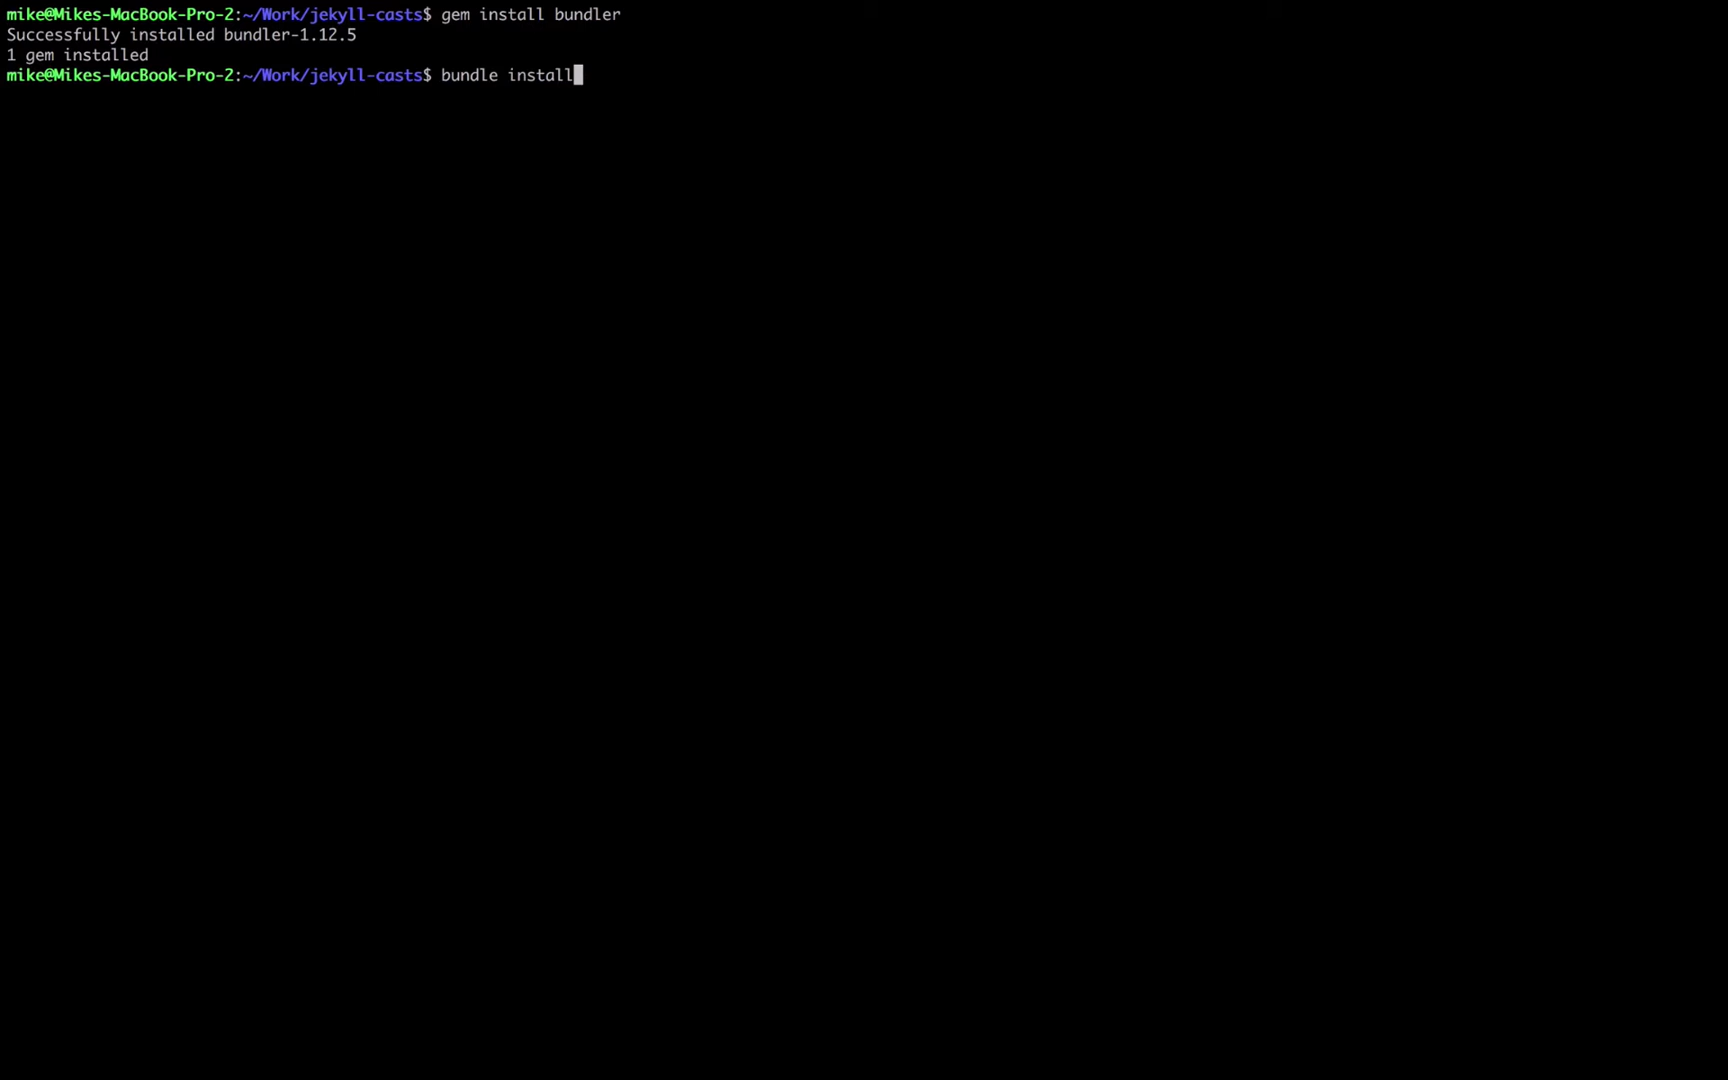 mike@Mikes-MacBook-Pro-2:~/Work/jekyll-casts$ gem install bundler
Successfully installed bundler-1.12.5
1 gem installed
mike@Mikes-MacBook-Pro-2:~/Work/jekyll-casts$ bundle install